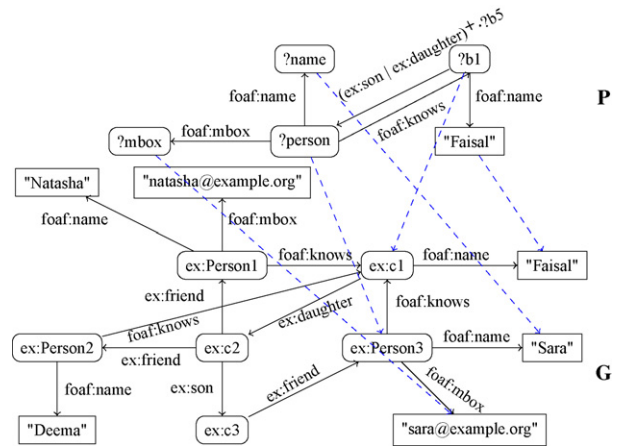 (ex:son | ex:daughter)⁺·?b5
?name
?b1
foaf:name
foaf:knows
foaf:name
P
?mbox
foaf:mbox
?person
"Faisal"
"Natasha"
"natasha@example.org"
foaf:name
foaf:mbox
ex:Person1
foaf:knows
ex:c1
foaf:name
"Faisal"
ex:friend
ex:daughter
foaf:knows
foaf:knows
ex:Person2
ex:friend
ex:c2
ex:Person3
foaf:name
"Sara"
G
foaf:name
ex:son
ex:friend
foaf:mbox
"Deema"
ex:c3
"sara@example.org"